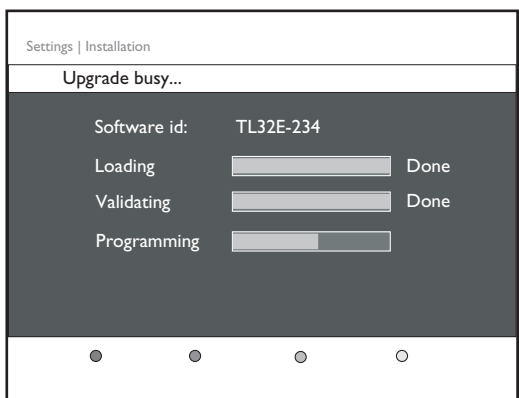 Settings | Installation
Upgrade busy...
Software id: TL32E-234
Loading Done
Validating Done
Programming